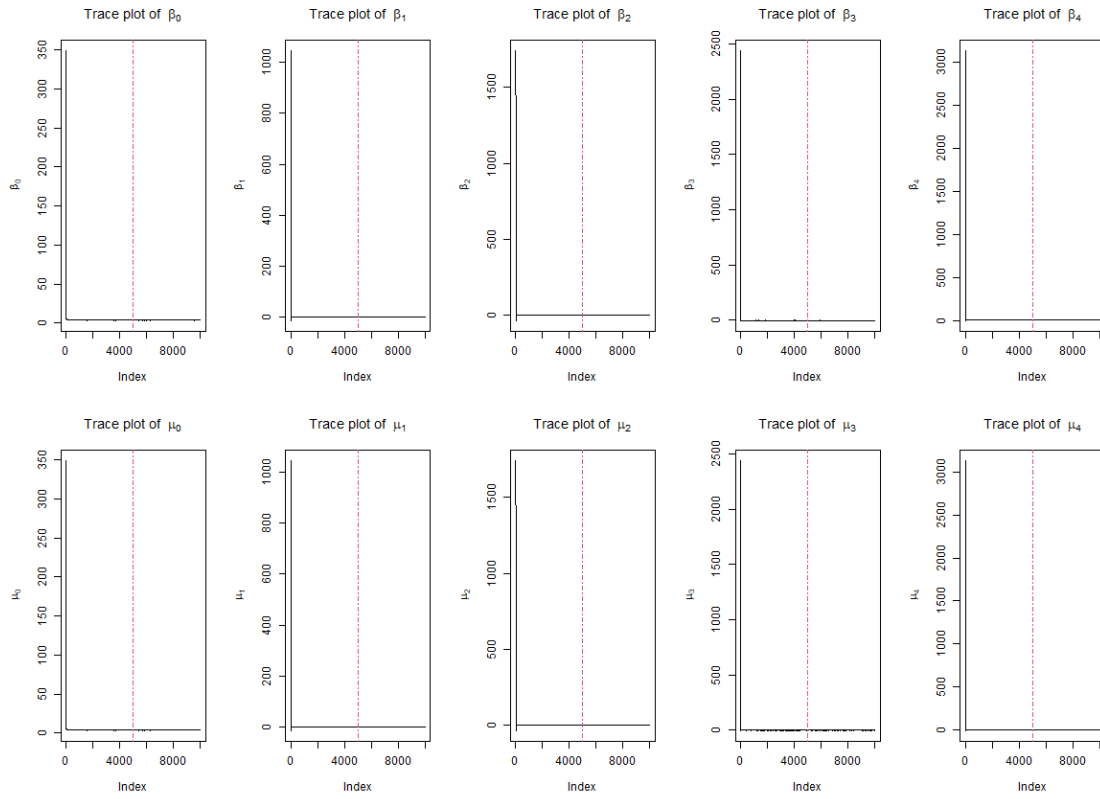 Trace plot of β0
Trace plot of β1
Trace plot of β2
Trace plot of β3
Trace plot of β4
β0
0
50
100
150
200
250
300
350
0 4000 8000
Index
β1
0
200
400
600
800
1000
0 4000 8000
Index
β2
0
500
1000
1500
0 4000 8000
Index
β3
0
500
1000
1500
2000
2500
0 4000 8000
Index
β4
0
500
1000
1500
2000
2500
3000
0 4000 8000
Index
Trace plot of μ0
Trace plot of μ1
Trace plot of μ2
Trace plot of μ3
Trace plot of μ4
μ0
0
50
100
150
200
250
300
350
0 4000 8000
Index
μ1
0
200
400
600
800
1000
0 4000 8000
Index
μ2
0
500
1000
1500
0 4000 8000
Index
μ3
0
500
1000
1500
2000
2500
0 4000 8000
Index
μ4
0
500
1000
1500
2000
2500
3000
0 4000 8000
Index